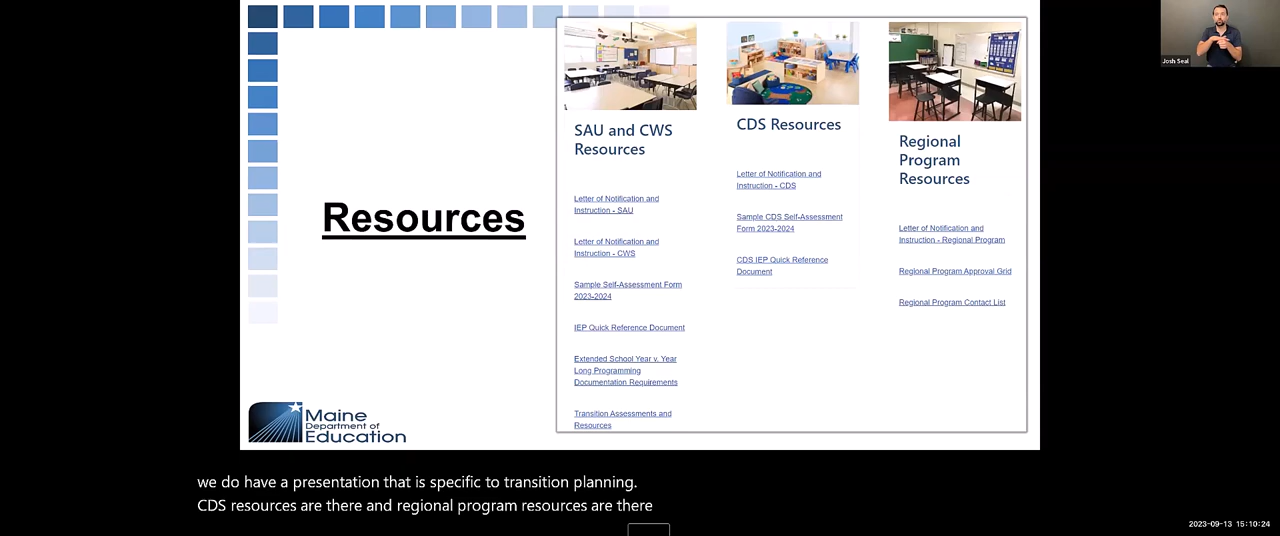 Josh Seal
Resources
SAU and CWS
Resources
Letter of Notification and
Instruction - SAU
Letter of Notification and
Instruction - CWS
Sample Self-Assessment Form
2023-2024
IEP Quick Reference Document
Extended School Year v. Year
Long Programming
Documentation Requirements
Transition Assessments and
Resources
CDS Resources
Letter of Notification and
Instruction - CDS
Sample CDS Self-Assessment
Form 2023-2024
CDS IEP Quick Reference
Document
Regional
Program
Resources
Letter of Notification and
Instruction - Regional Program
Regional Program Approval Grid
Regional Program Contact List
Maine
Department of
Education
we do have a presentation that is specific to transition planning.
CDS resources are there and regional program resources are there
2023-09-13 15:10:24